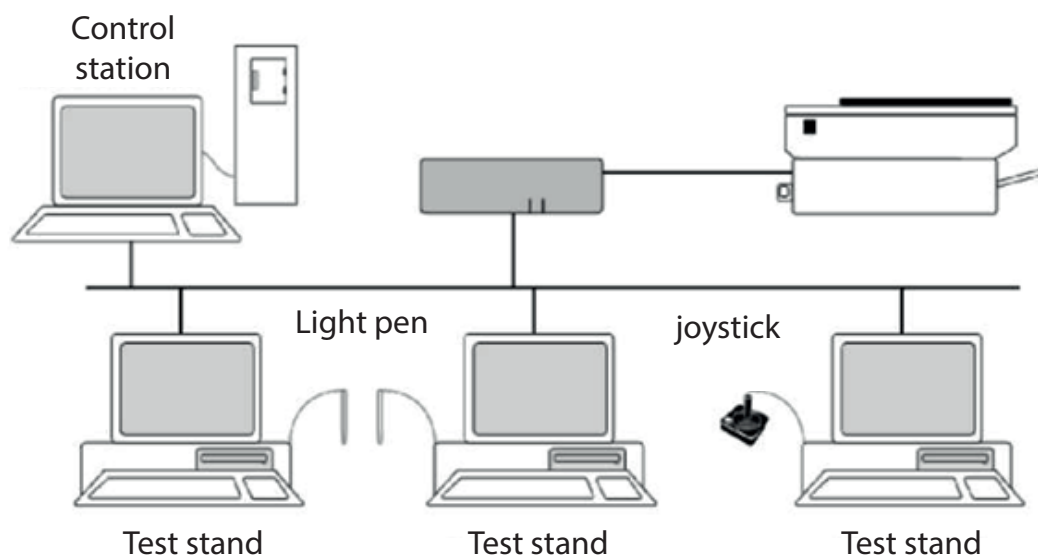 Control
station
Light pen
joystick
Test stand
Test stand
Test stand